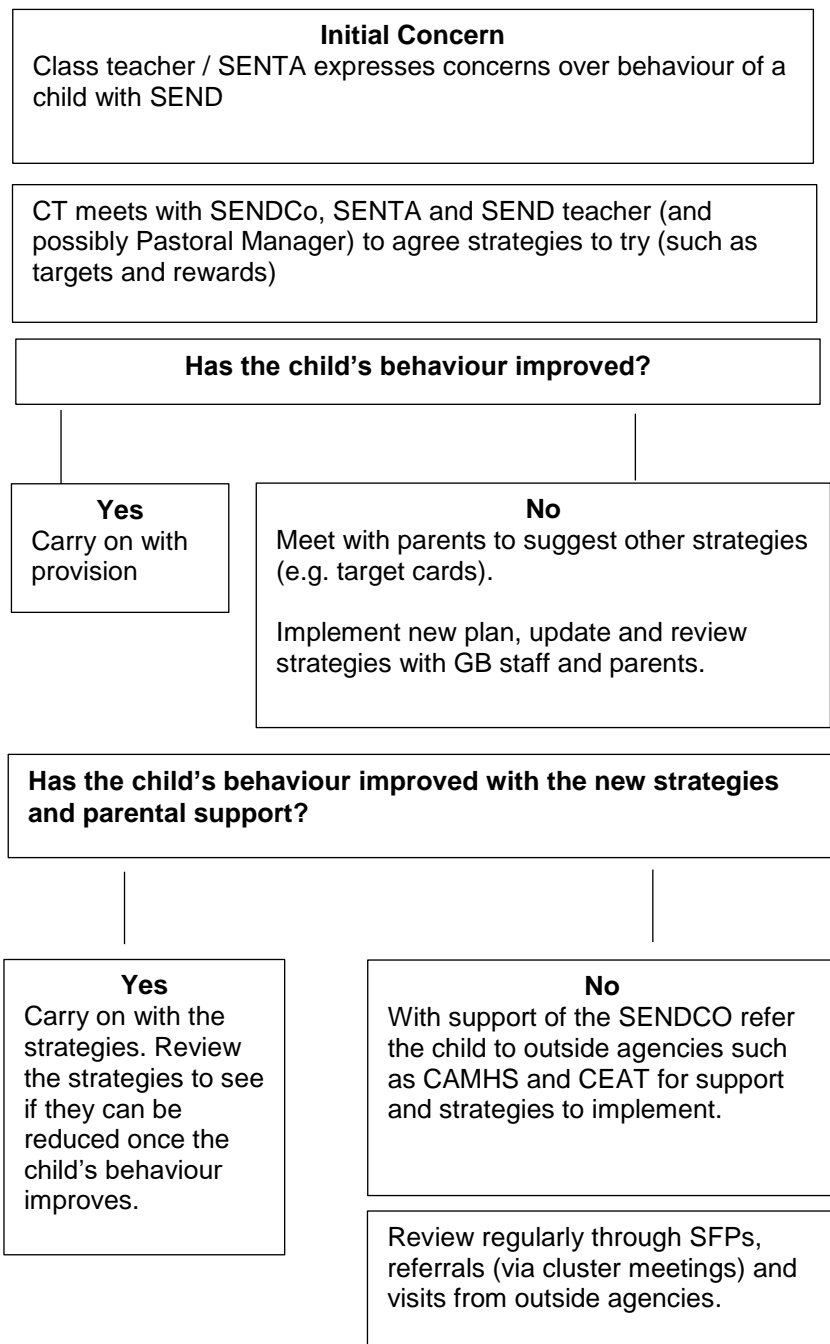 Initial Concern
Class teacher / SENTA expresses concerns over behaviour of a
child with SEND
CT meets with SENDCo, SENTA and SEND teacher (and
possibly Pastoral Manager) to agree strategies to try (such as
targets and rewards)
Has the child’s behaviour improved?
Yes
Carry on with
provision
No
Meet with parents to suggest other strategies
(e.g. target cards).
Implement new plan, update and review
strategies with GB staff and parents.
Has the child’s behaviour improved with the new strategies
and parental support?
Yes
Carry on with the
strategies. Review
the strategies to see
if they can be
reduced once the
child’s behaviour
improves.
No
With support of the SENDCO refer
the child to outside agencies such
as CAMHS and CEAT for support
and strategies to implement.
Review regularly through SFPs,
referrals (via cluster meetings) and
visits from outside agencies.